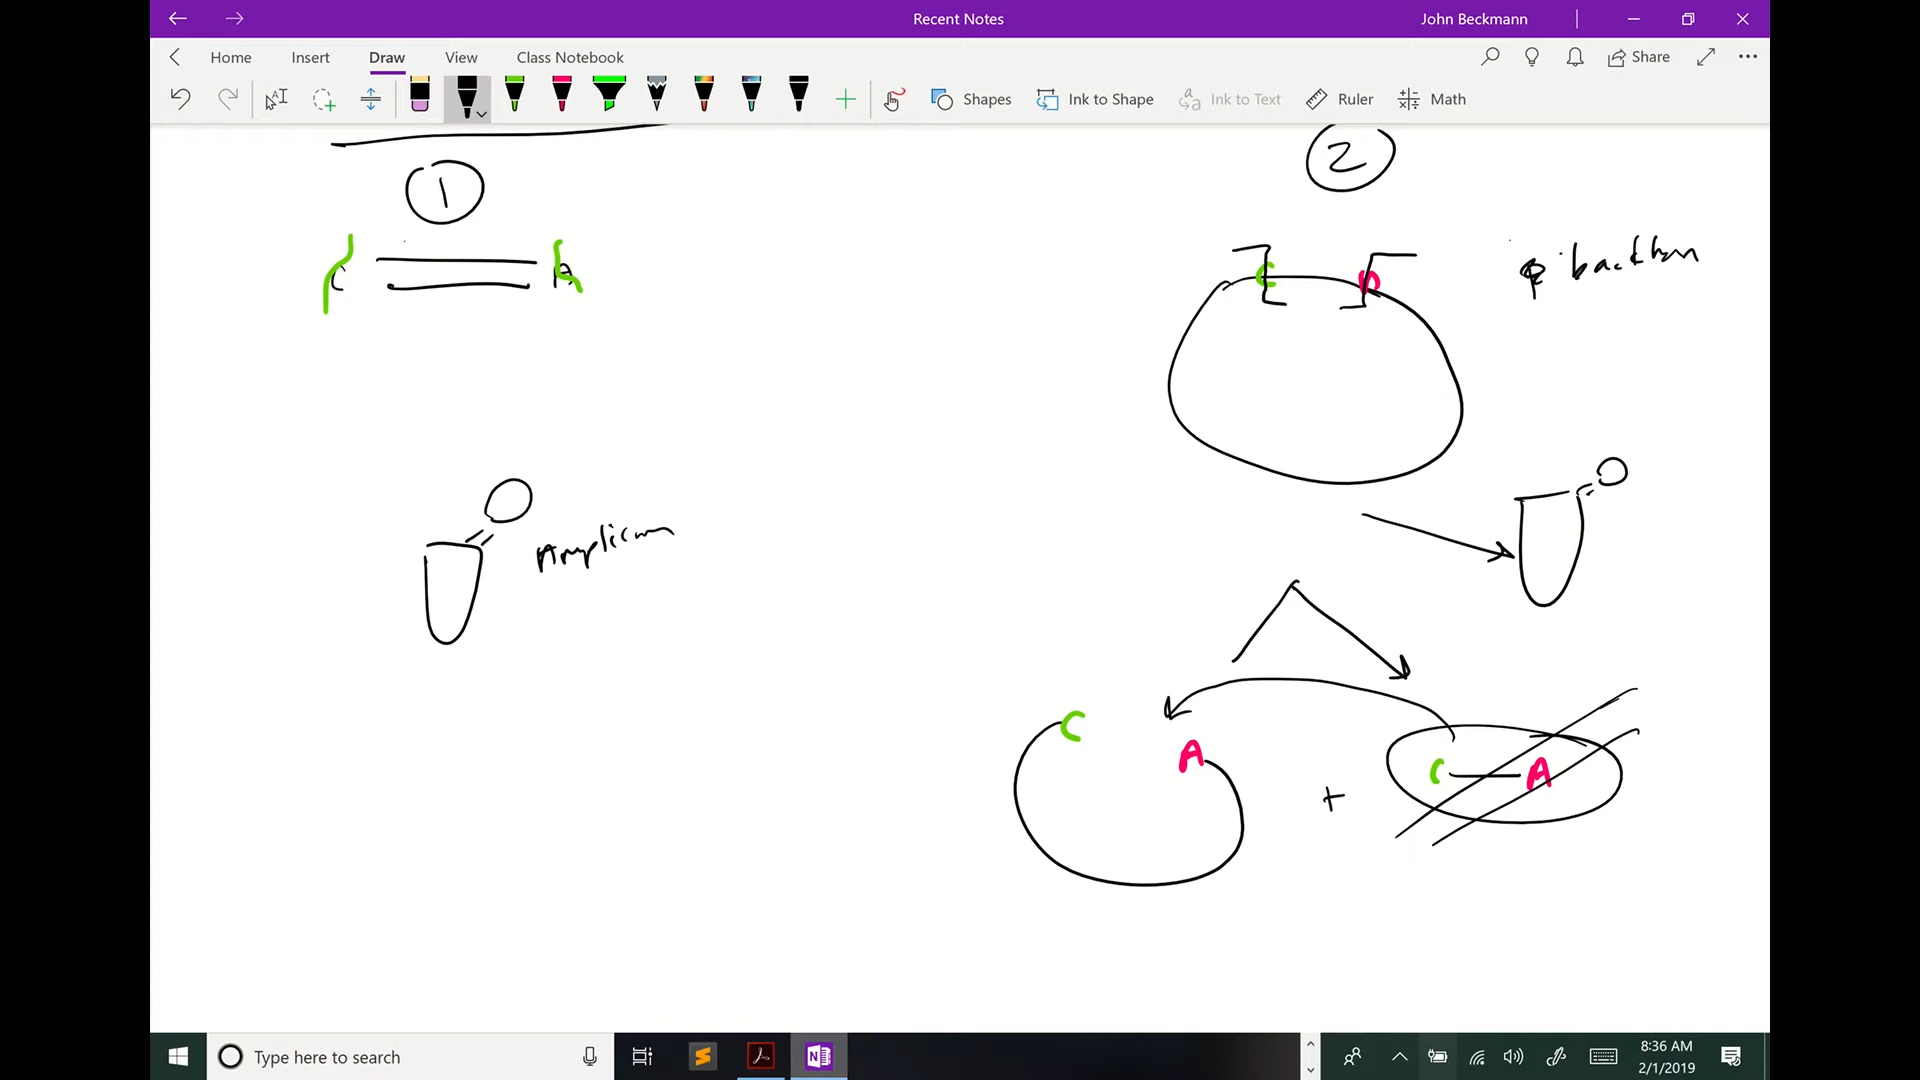 Recent Notes
John Beckmann
Home Insert Draw View Class Notebook
Share
Shapes Ink to Shape Ink to Text Ruler Math
1
2
C A
C
Amplicon
C
A
+
C — A
Type here to search
8:36 AM
2/1/2019